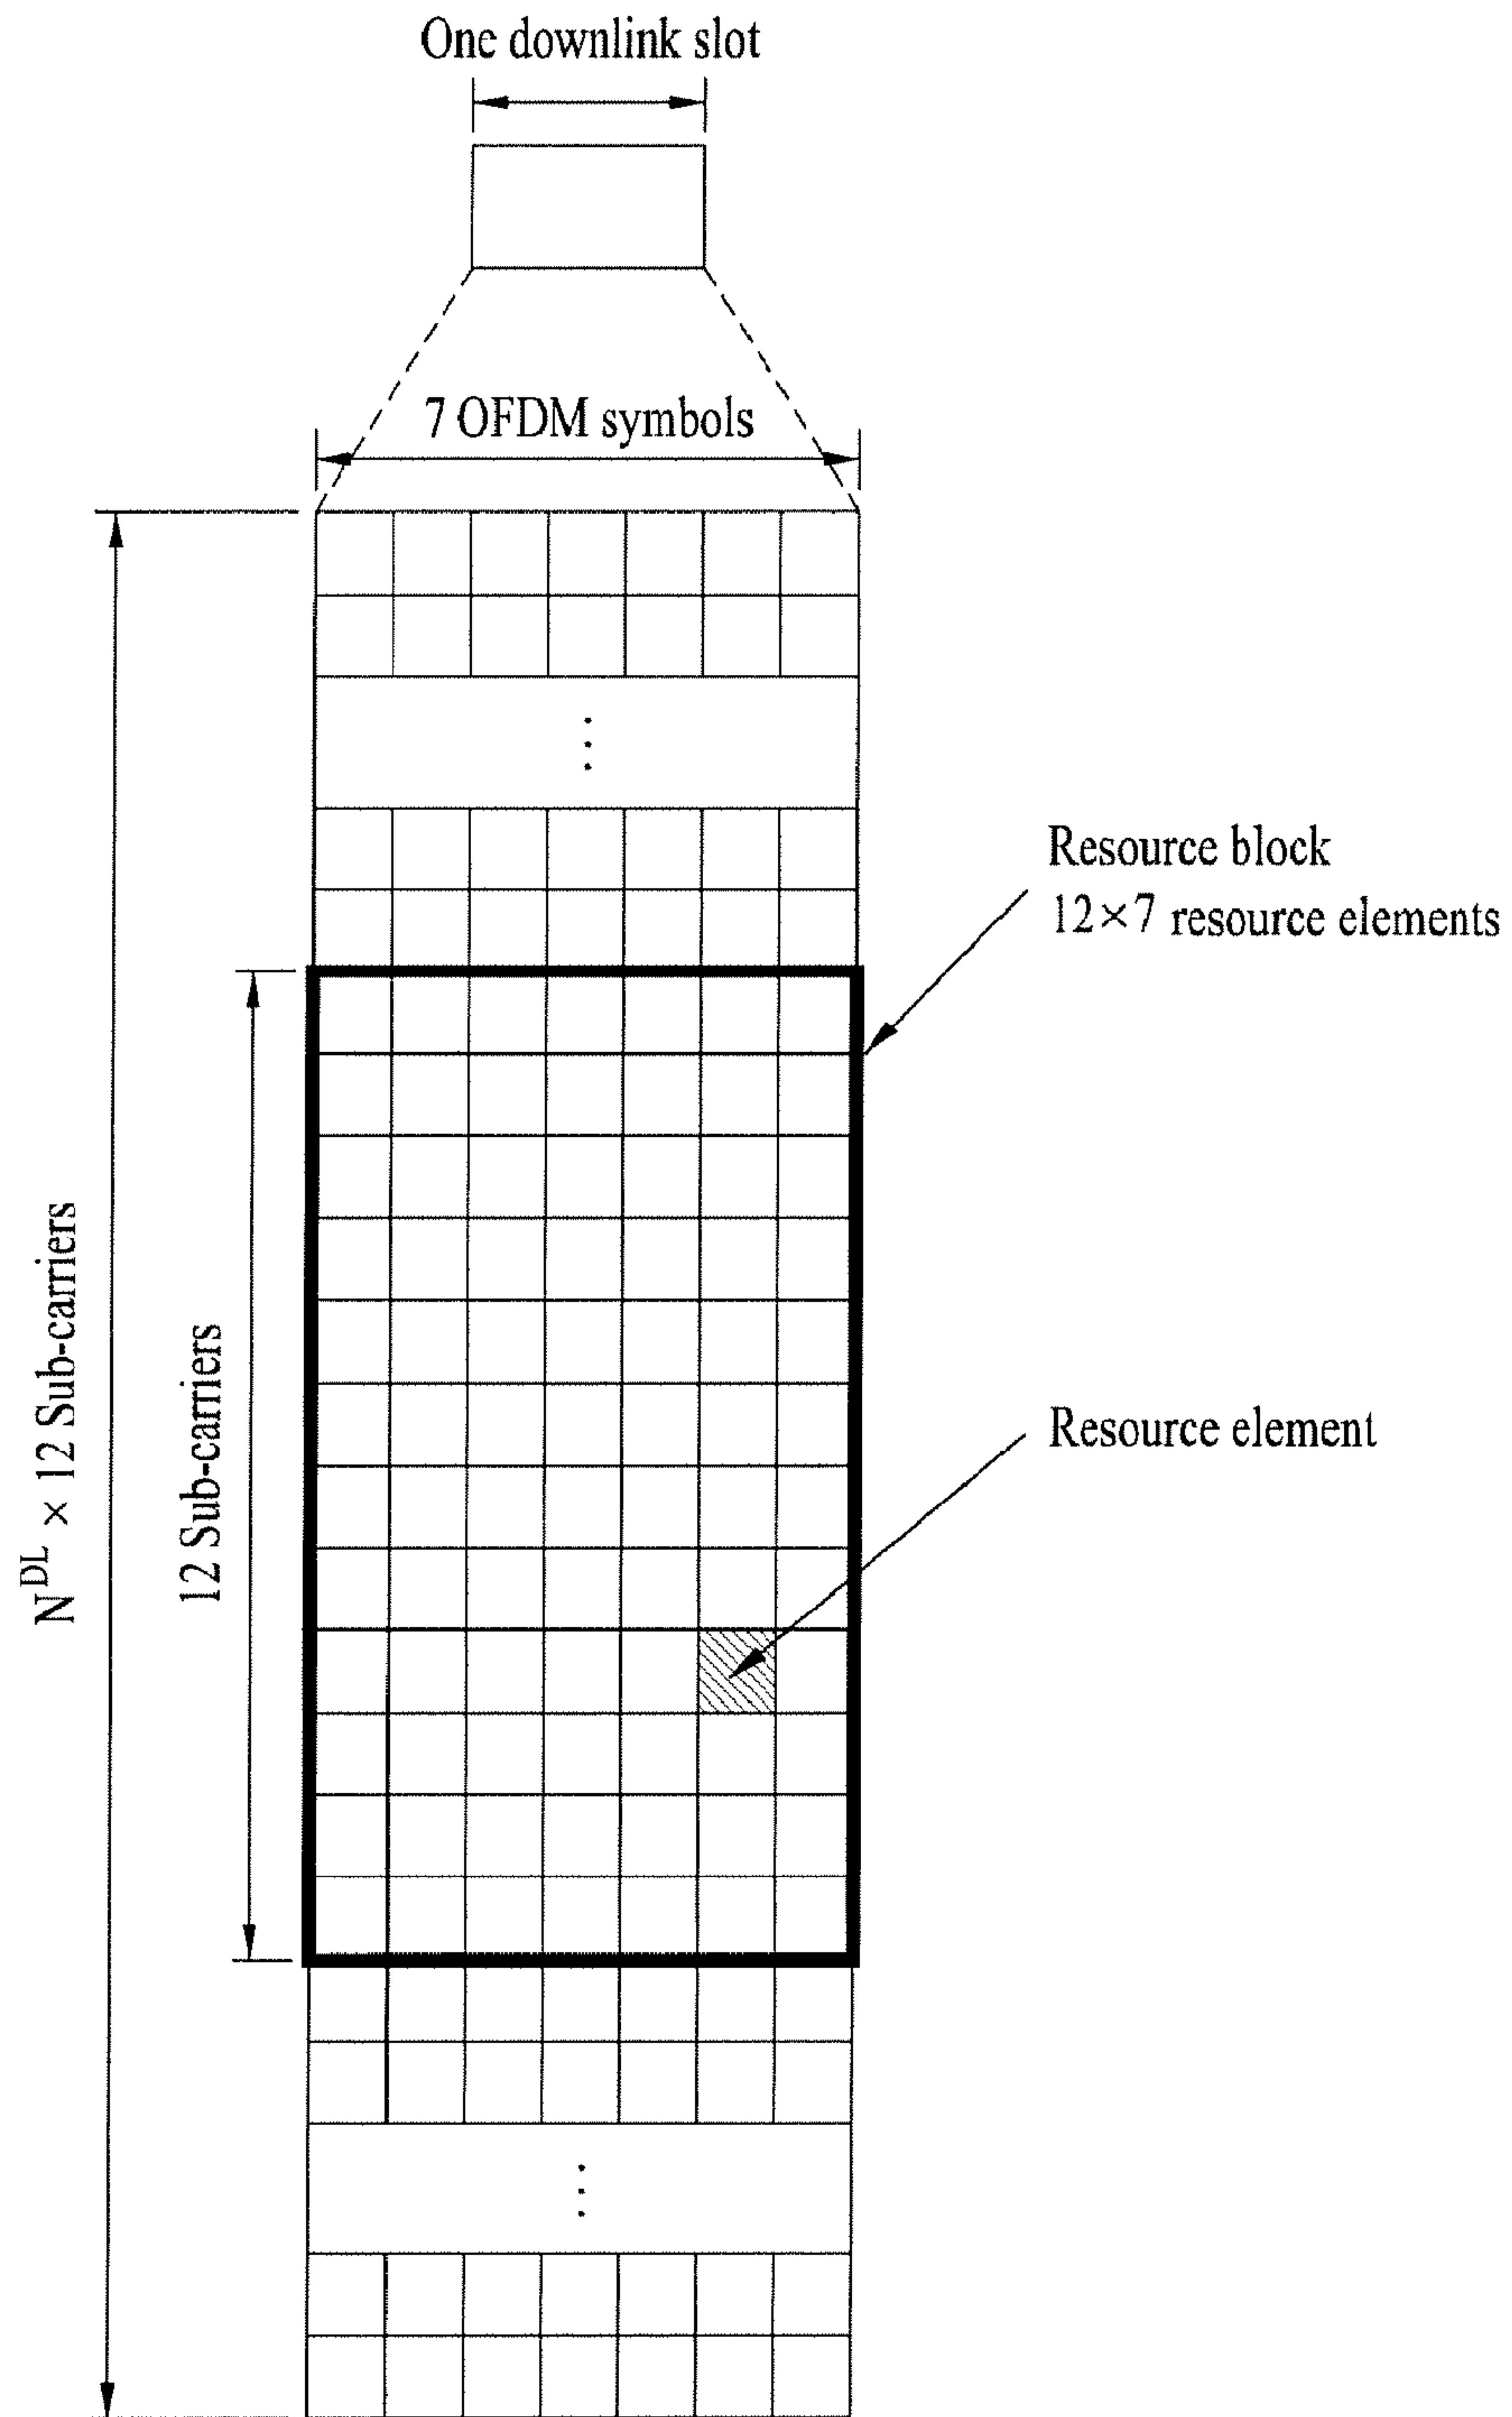 One downlink slot
7 OFDM symbols
Resource block
12×7 resource elements
Resource element
12 Sub-carriers
N^DL × 12 Sub-carriers